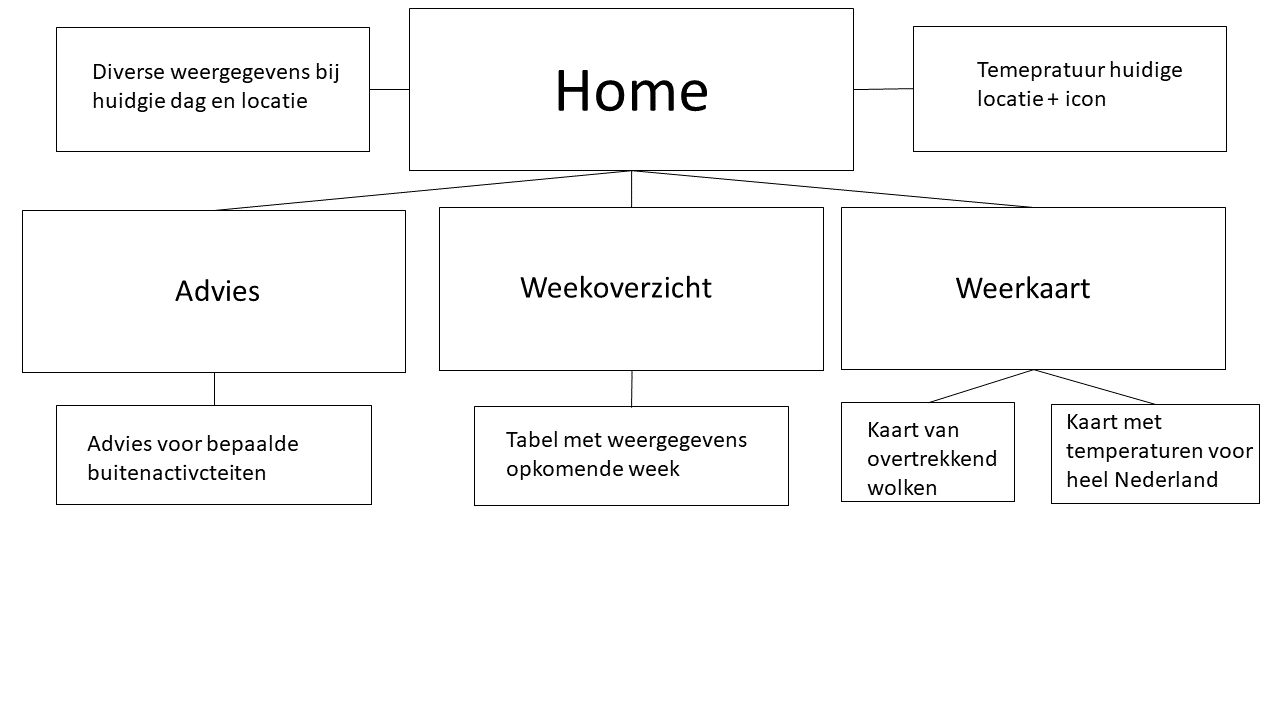 Diverse weergegevens bij
huidgie dag en locatie
Home
Temepratuur huidige
locatie + icon
Advies
Weekoverzicht
Weerkaart
Advies voor bepaalde
buitenactivcteiten
Tabel met weergegevens
opkomende week
Kaart van
overtrekkend
wolken
Kaart met
temperaturen voor
heel Nederland